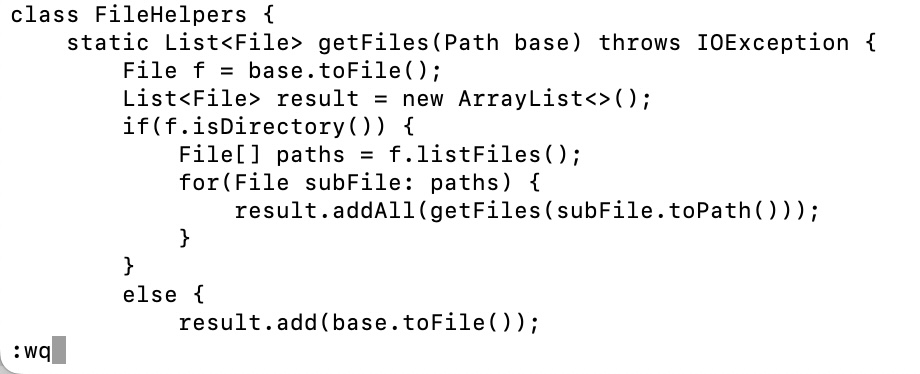 class FileHelpers {
    static List<File> getFiles(Path base) throws IOException {
        File f = base.toFile();
        List<File> result = new ArrayList<>();
        if(f.isDirectory()) {
            File[] paths = f.listFiles();
            for(File subFile: paths) {
                result.addAll(getFiles(subFile.toPath()));
            }
        }
        else {
            result.add(base.toFile());
:wq